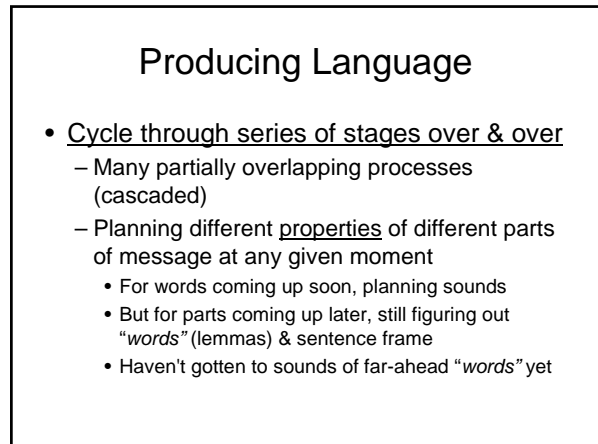 Producing Language
• Cycle through series of stages over & over
– Many partially overlapping processes
(cascaded)
– Planning different properties of different parts
of message at any given moment
• For words coming up soon, planning sounds
• But for parts coming up later, still figuring out
“words” (lemmas) & sentence frame
• Haven't gotten to sounds of far-ahead “words” yet